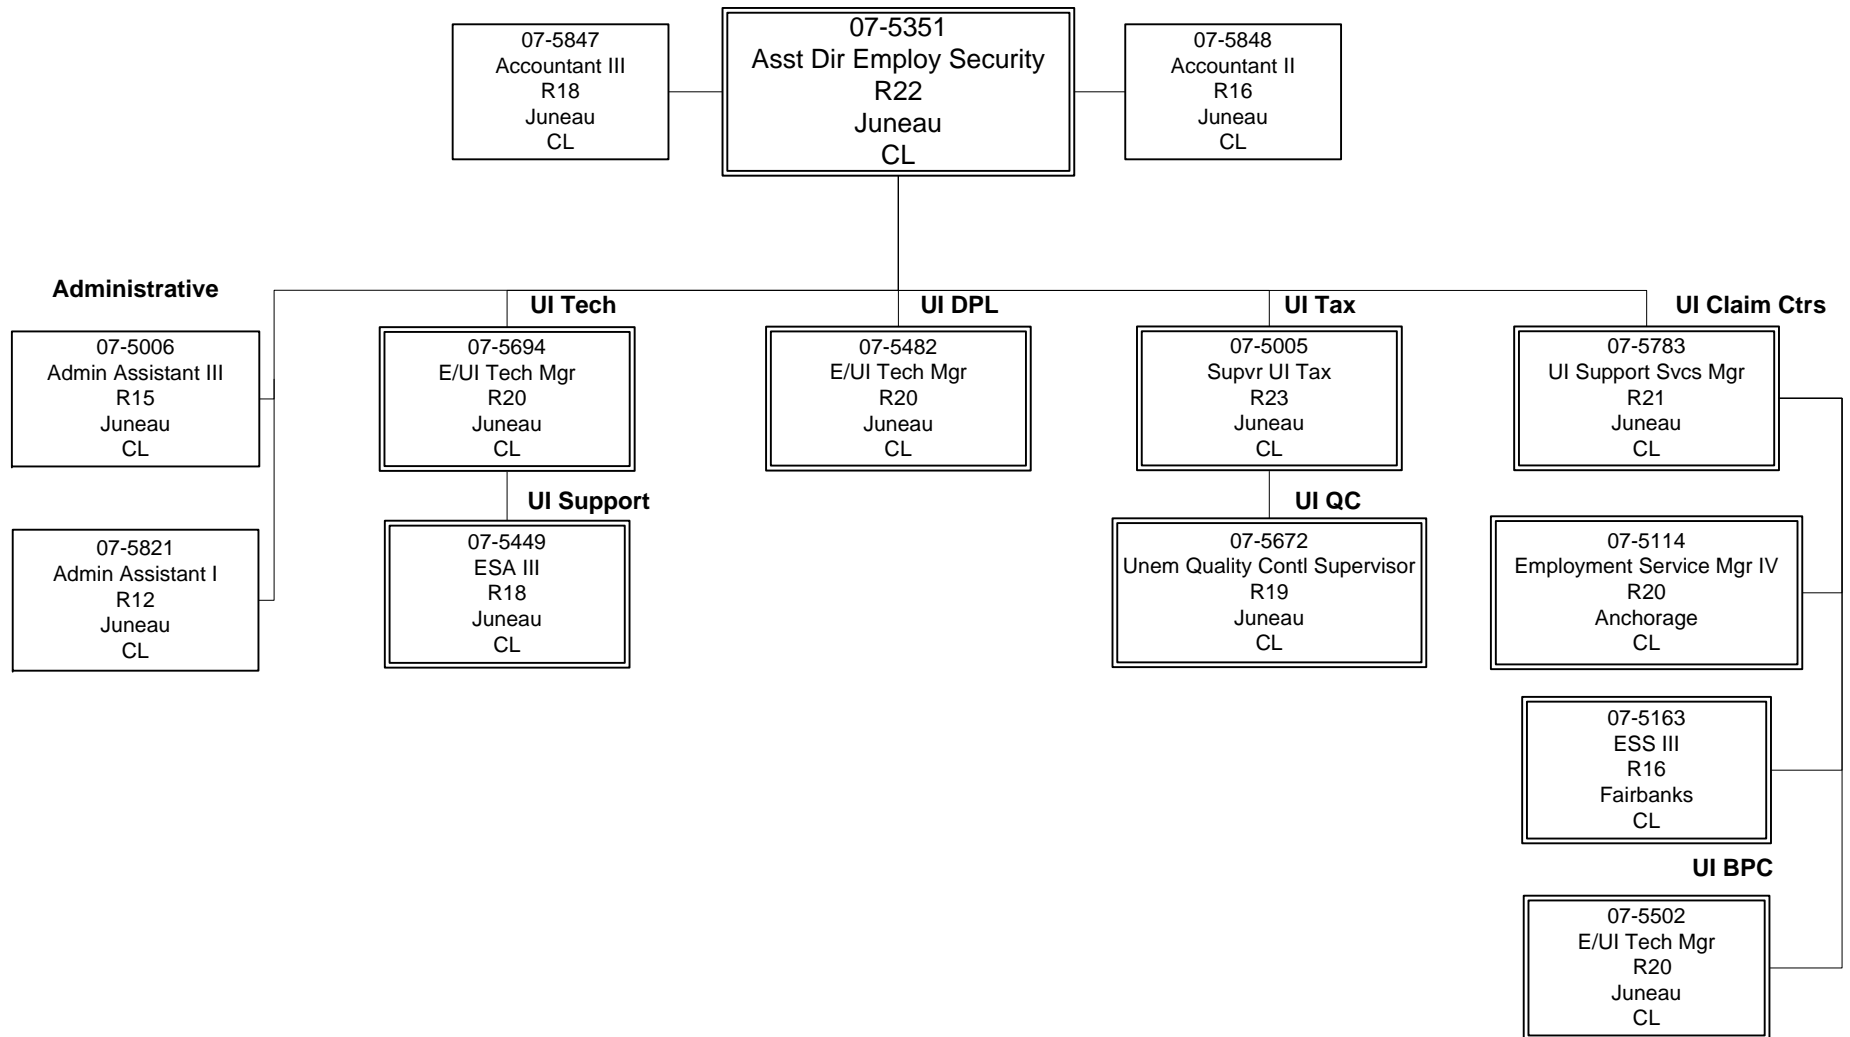 07-5847
Accountant III
R18
Juneau
CL
07-5351
Asst Dir Employ Security
R22
Juneau
CL
07-5848
Accountant II
R16
Juneau
CL
Administrative
07-5006
Admin Assistant III
R15
Juneau
CL
07-5821
Admin Assistant I
R12
Juneau
CL
UI Tech
07-5694
E/UI Tech Mgr
R20
Juneau
CL
UI Support
07-5449
ESA III
R18
Juneau
CL
UI DPL
07-5482
E/UI Tech Mgr
R20
Juneau
CL
UI Tax
07-5005
Supvr UI Tax
R23
Juneau
CL
UI QC
07-5672
Unem Quality Contl Supervisor
R19
Juneau
CL
UI Claim Ctrs
07-5783
UI Support Svcs Mgr
R21
Juneau
CL
07-5114
Employment Service Mgr IV
R20
Anchorage
CL
07-5163
ESS III
R16
Fairbanks
CL
UI BPC
07-5502
E/UI Tech Mgr
R20
Juneau
CL